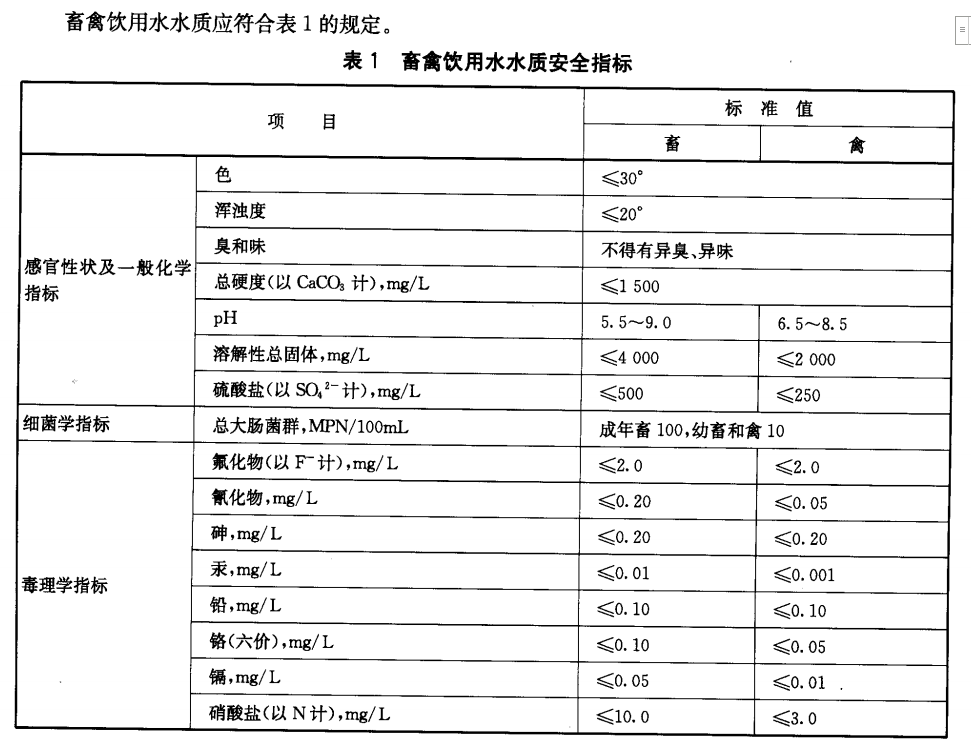 畜禽饮用水水质应符合表1的规定。
表1 畜禽饮用水水质安全指标
项 目 标 准 值
畜 禽
感官性状及一般化学指标
色 ≤30°
浑浊度 ≤20°
臭和味 不得有异臭、异味
总硬度(以 CaCO₃ 计),mg/L ≤1 500
pH 5.5～9.0 6.5～8.5
溶解性总固体,mg/L ≤4 000 ≤2 000
硫酸盐(以 SO₄²⁻ 计),mg/L ≤500 ≤250
细菌学指标 总大肠菌群,MPN/100mL 成年畜 100,幼畜和禽 10
毒理学指标
氟化物(以 F⁻ 计),mg/L ≤2.0 ≤2.0
氰化物,mg/L ≤0.20 ≤0.05
砷,mg/L ≤0.20 ≤0.20
汞,mg/L ≤0.01 ≤0.001
铅,mg/L ≤0.10 ≤0.10
铬(六价),mg/L ≤0.10 ≤0.05
镉,mg/L ≤0.05 ≤0.01
硝酸盐(以 N 计),mg/L ≤10.0 ≤3.0